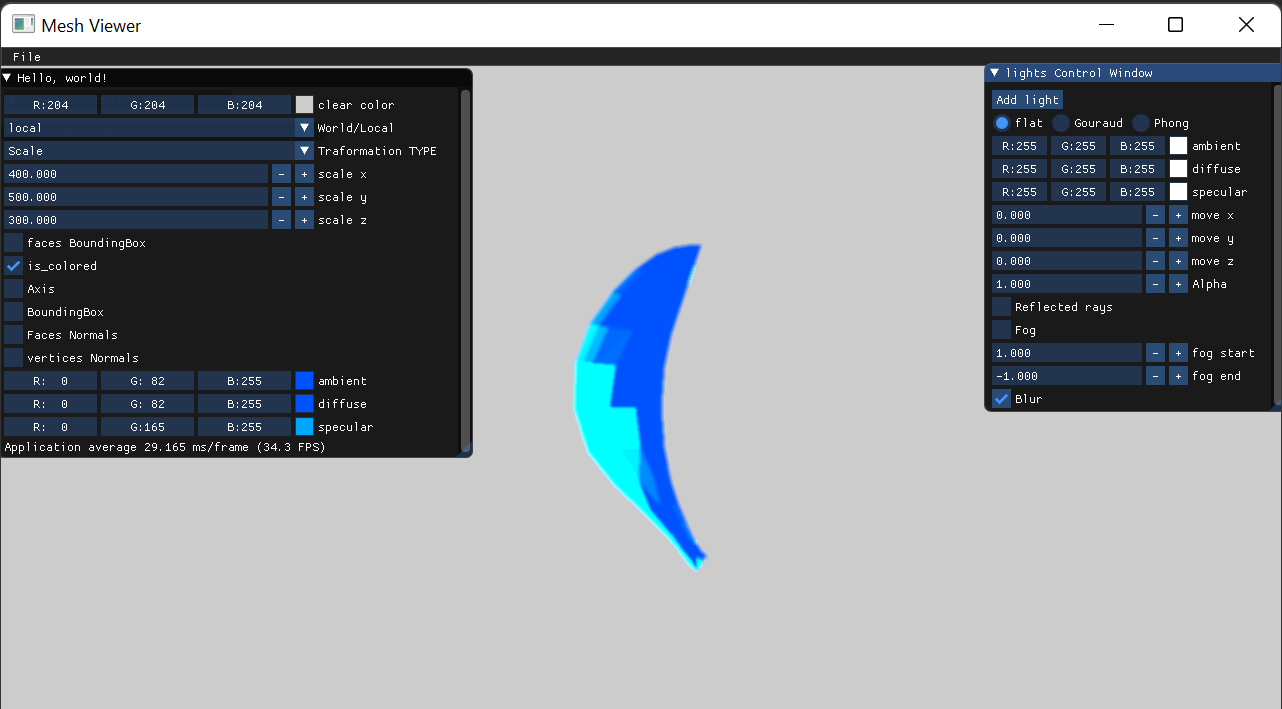 Mesh Viewer
File
Hello, world!
R:204 G:204 B:204 clear color
local World/Local
Scale Traformation TYPE
400.000 - + scale x
500.000 - + scale y
300.000 - + scale z
faces BoundingBox
is_colored
Axis
BoundingBox
Faces Normals
vertices Normals
R: 0 G: 82 B:255 ambient
R: 0 G: 82 B:255 diffuse
R: 0 G:165 B:255 specular
Application average 29.165 ms/frame (34.3 FPS)
lights Control Window
Add light
flat Gouraud Phong
R:255 G:255 B:255 ambient
R:255 G:255 B:255 diffuse
R:255 G:255 B:255 specular
0.000 - + move x
0.000 - + move y
0.000 - + move z
1.000 - + Alpha
Reflected rays
Fog
1.000 - + fog start
-1.000 - + fog end
Blur